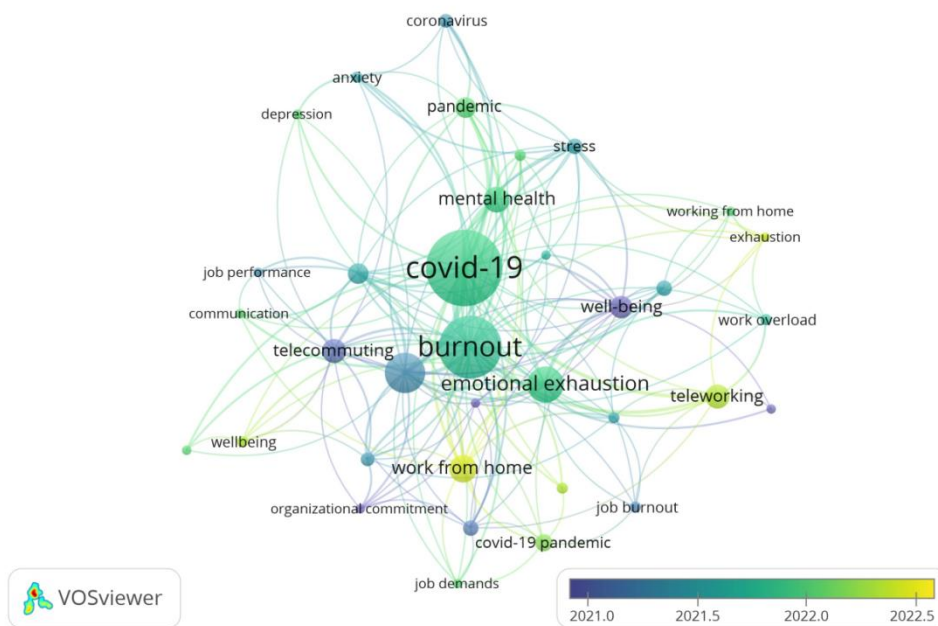 coronavirus
anxiety
pandemic
depression
stress
mental health
working from home
exhaustion
covid-19
job performance
well-being
communication
work overload
telecommuting
burnout
emotional exhaustion
teleworking
wellbeing
work from home
organizational commitment
job burnout
covid-19 pandemic
job demands
VOSviewer
2021.0 2021.5 2022.0 2022.5